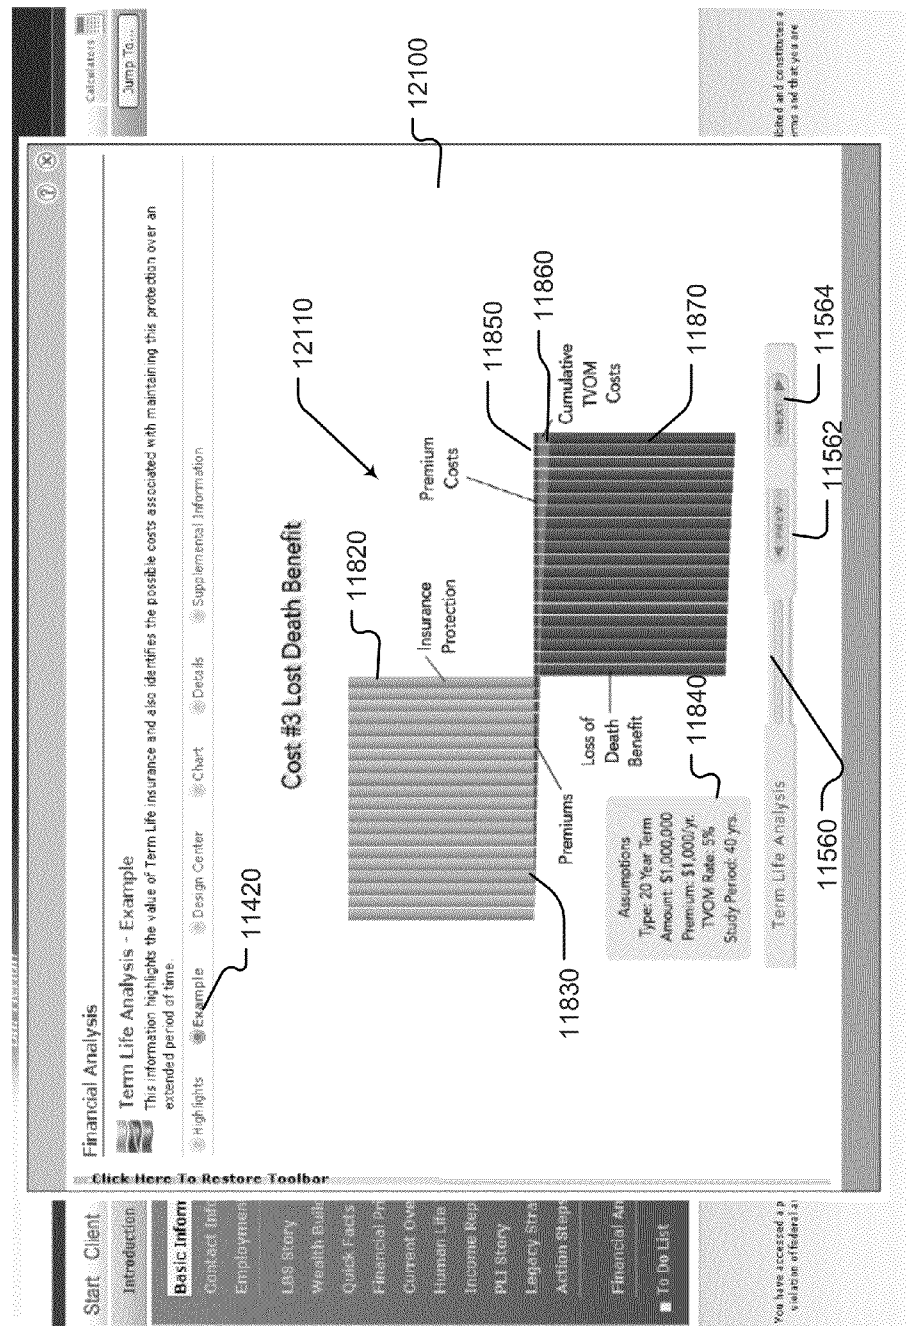 Start Client
Calculators
Introduction
Jump To...
Basic Inform
Contact Info
Employmen
LBS Story
Wealth Buil
Quick Facts
Financial Pr
Current Ove
Human Life
Income Rep
PLI Story
Legacy Stra
Action Steps
Financial An
To Do List
Click Here To Restore Toolbar
? X
Financial Analysis
Term Life Analysis - Example
This information highlights the value of Term Life insurance and also identifies the possible costs associated with maintaining this protection over an
extended period of time.
Highlights Example Design Center Chart Details Supplemental Information
11420
Cost #3 Lost Death Benefit
12110
12100
11820
Insurance
Protection
Premium
Costs
11850
11860
Cumulative
TVOM
Costs
11830
Premiums
Loss of
Death
Benefit
11870
11840
Assumptions
Type: 20 Year Term
Amount: $1,000,000
Premium: $1,000/yr.
TVOM Rate: 5%
Study Period: 40 yrs.
Term Life Analysis
PREV
NEXT
11560
11562
11564
You have accessed a p
violation of federal a
ibited and constitutes a
erms and that you are